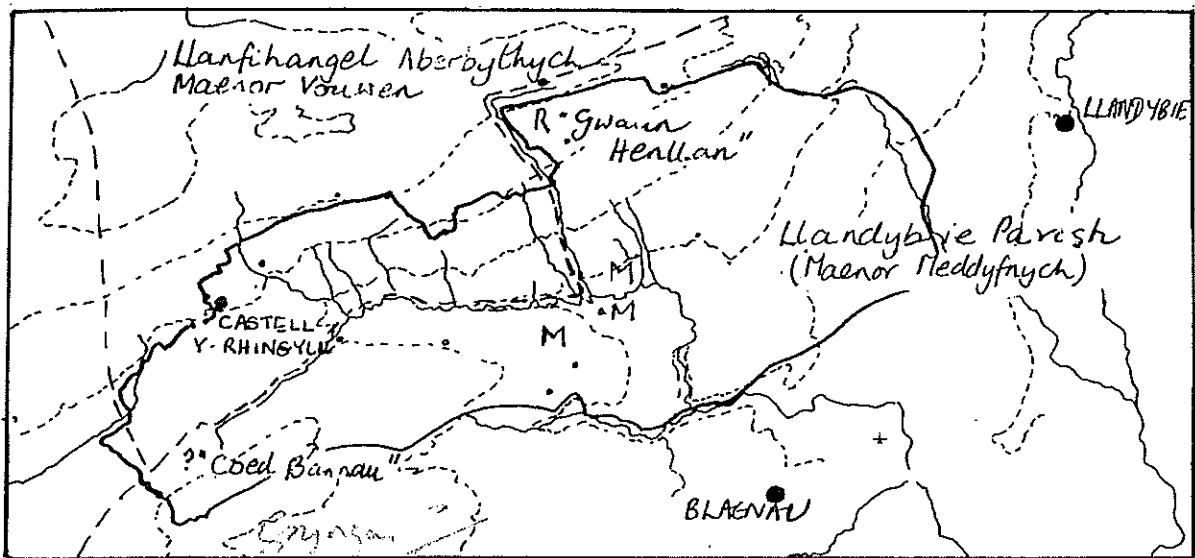 Llanfihangel Aberbythych
Maenor Vouwen
R "Gwaun
Henllan"
LLANDYBIE
Llandybie Parish
(Maenor Meddyfnych)
M
M
M
CASTELL
Y-RHINGYLL
? "Coed Bannau"
BLAENAU